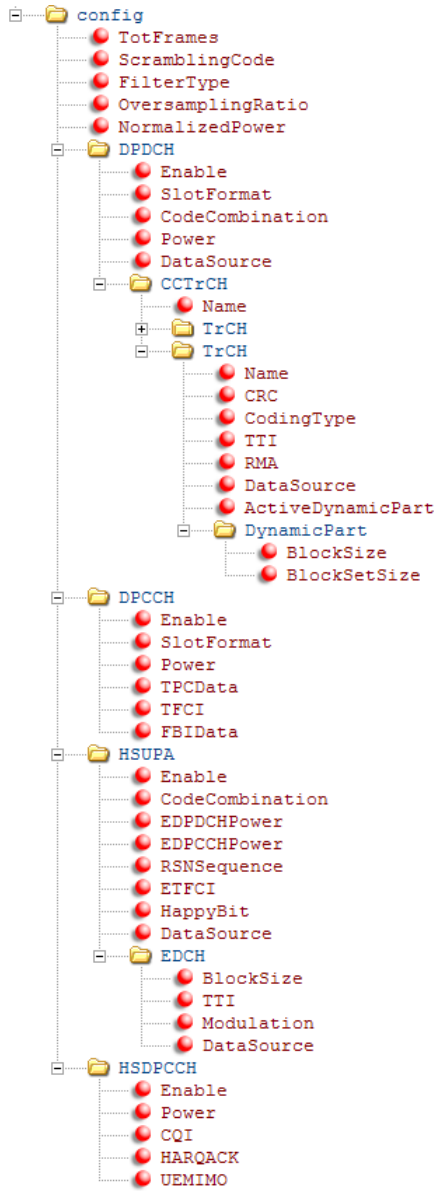 config
TotFrames
ScramblingCode
FilterType
OversamplingRatio
NormalizedPower
DPDCH
Enable
SlotFormat
CodeCombination
Power
DataSource
CCTrCH
Name
TrCH
TrCH
Name
CRC
CodingType
TTI
RMA
DataSource
ActiveDynamicPart
DynamicPart
BlockSize
BlockSetSize
DPCCH
Enable
SlotFormat
Power
TPCData
TFCI
FBIData
HSUPA
Enable
CodeCombination
EDPDCHPower
EDPCCHPower
RSNSequence
ETFCI
HappyBit
DataSource
EDCH
BlockSize
TTI
Modulation
DataSource
HSDPCCH
Enable
Power
CQI
HARQACK
UEMIMO